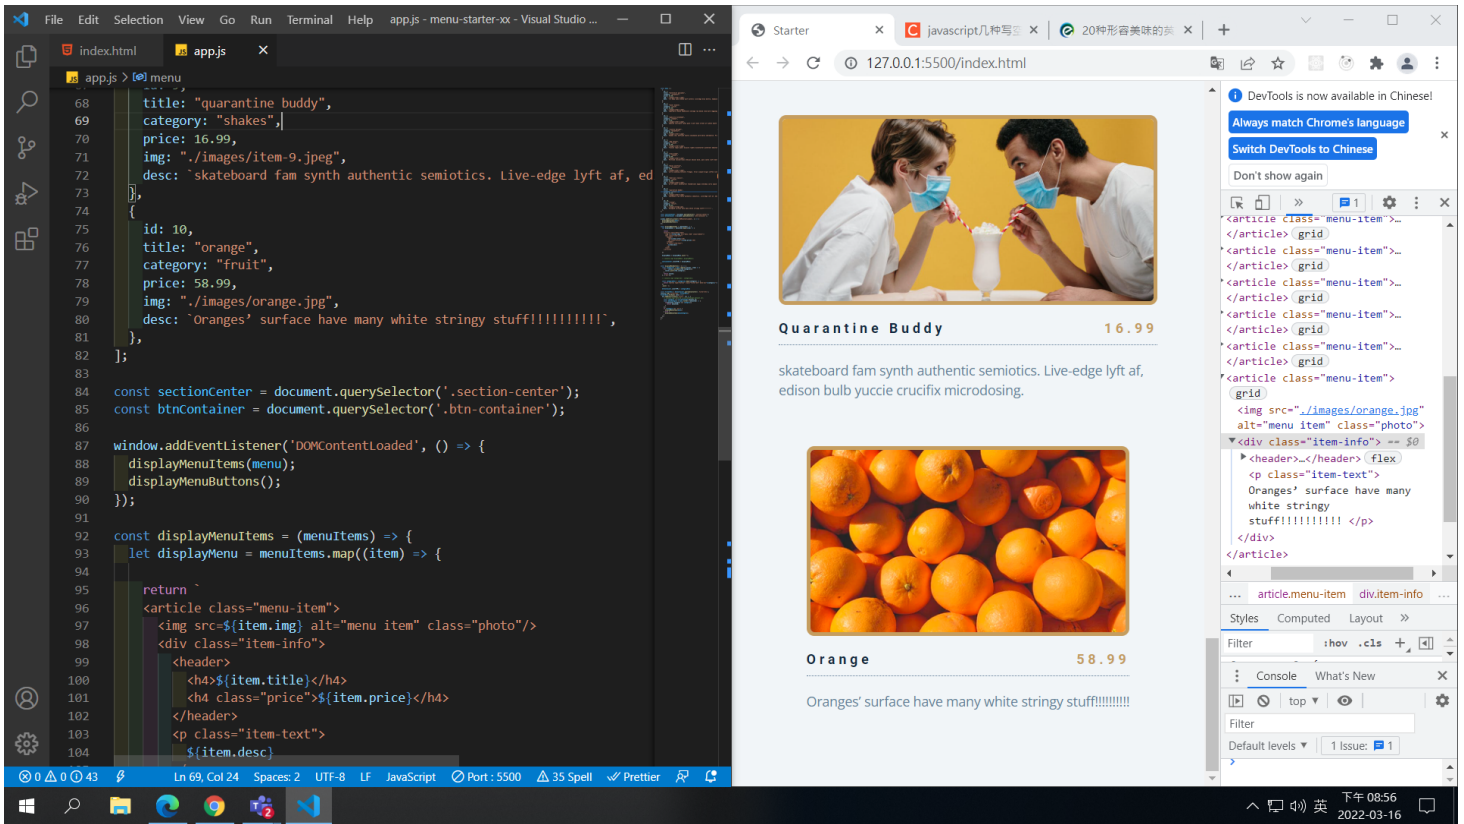 File Edit Selection View Go Run Terminal Help app.js - menu-starter-xx - Visual Studio ...
index.html app.js
app.js > menu
68 title: "quarantine buddy",
69 category: "shakes",
70 price: 16.99,
71 img: "./images/item-9.jpeg",
72 desc: `skateboard fam synth authentic semiotics. Live-edge lyft af, ed
73 },
74 {
75 id: 10,
76 title: "orange",
77 category: "fruit",
78 price: 58.99,
79 img: "./images/orange.jpg",
80 desc: `Oranges’ surface have many white stringy stuff!!!!!!!!!!`,
81 },
82 ];
83
84 const sectionCenter = document.querySelector('.section-center');
85 const btnContainer = document.querySelector('.btn-container');
86
87 window.addEventListener('DOMContentLoaded', () => {
88 displayMenuItems(menu);
89 displayMenuButtons();
90 });
91
92 const displayMenuItems = (menuItems) => {
93 let displayMenu = menuItems.map((item) => {
94
95 return `
96 <article class="menu-item">
97 <img src=${item.img} alt="menu item" class="photo"/>
98 <div class="item-info">
99 <header>
100 <h4>${item.title}</h4>
101 <h4 class="price">${item.price}</h4>
102 </header>
103 <p class="item-text">
104 ${item.desc}
0 0 43 Ln 69, Col 24 Spaces: 2 UTF-8 LF JavaScript Port : 5500 35 Spell Prettier
Starter javascript几种写 20种形容美味的
127.0.0.1:5500/index.html
Quarantine Buddy 16.99
skateboard fam synth authentic semiotics. Live-edge lyft af,
edison bulb yuccie crucifix microdosing.
Orange 58.99
Oranges’ surface have many white stringy stuff!!!!!!!!!!
DevTools is now available in Chinese!
Always match Chrome's language
Switch DevTools to Chinese
Don't show again
1
<article class="menu-item">…
</article> grid
<article class="menu-item">…
</article> grid
<article class="menu-item">…
</article> grid
<article class="menu-item">…
</article> grid
<article class="menu-item">…
</article> grid
<article class="menu-item">
grid
<img src="./images/orange.jpg"
alt="menu item" class="photo">
<div class="item-info"> == $0
<header>…</header> flex
<p class="item-text">
Oranges’ surface have many
white stringy
stuff!!!!!!!!!! </p>
</div>
</article>
... article.menu-item div.item-info ...
Styles Computed Layout
Filter :hov .cls
Console What's New
top
Filter
Default levels 1 Issue: 1
2
英 下午 08:56
2022-03-16